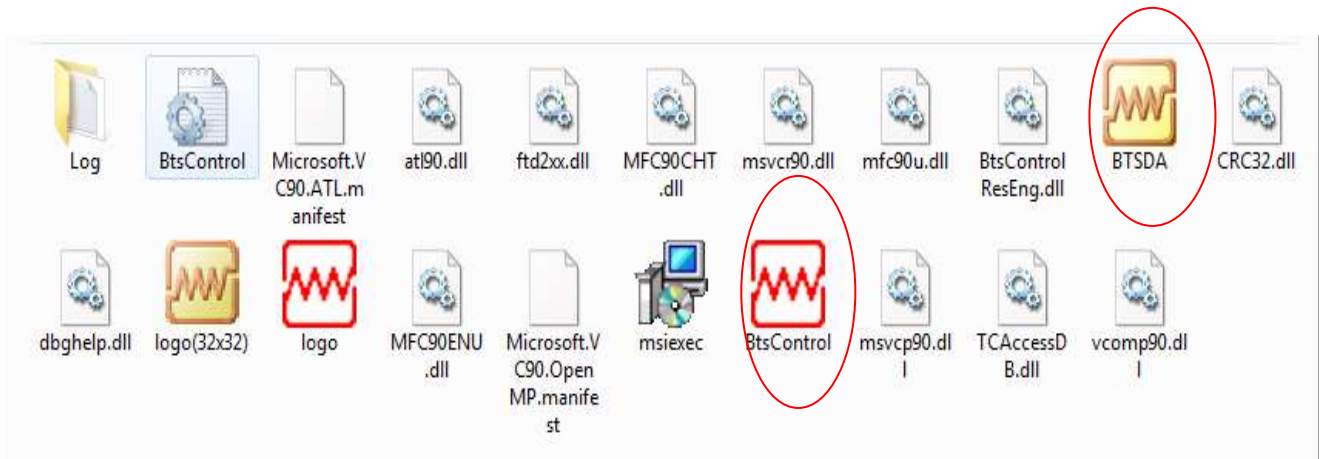 Log
BtsControl
Microsoft.V
C90.ATL.m
anifest
atl90.dll
ftd2xx.dll
MFC90CHT
.dll
msvcr90.dll
mfc90u.dll
BtsControl
ResEng.dll
BTSDA
CRC32.dll
dbghelp.dll
logo(32x32)
logo
MFC90ENU
.dll
Microsoft.V
C90.Open
MP.manife
st
msiexec
BtsControl
msvcp90.dl
l
TCAccessD
B.dll
vcomp90.dl
l